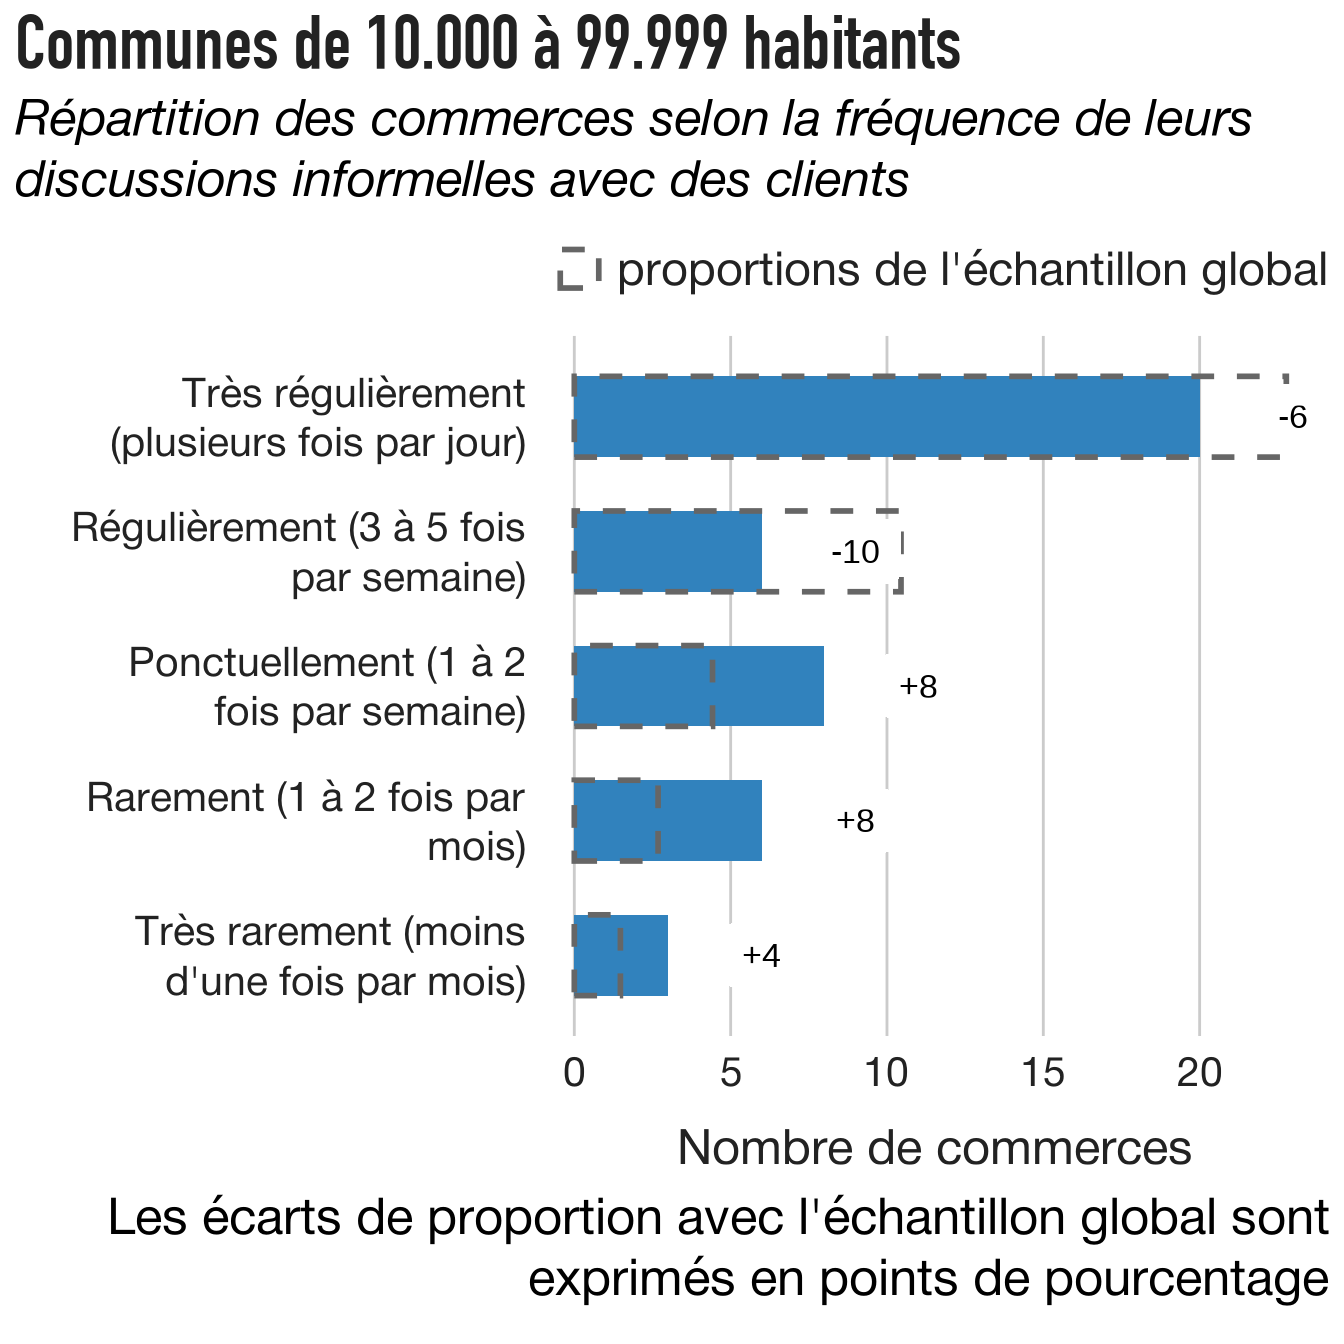 Communes de 10.000 à 99.999 habitants
Répartition des commerces selon la fréquence de leurs
discussions informelles avec des clients
proportions de l'échantillon global
Très régulièrement
(plusieurs fois par jour)
-6
Régulièrement (3 à 5 fois
par semaine)
-10
Ponctuellement (1 à 2
fois par semaine)
+8
Rarement (1 à 2 fois par
mois)
+8
Très rarement (moins
d'une fois par mois)
+4
0 5 10 15 20
Nombre de commerces
Les écarts de proportion avec l'échantillon global sont
exprimés en points de pourcentage